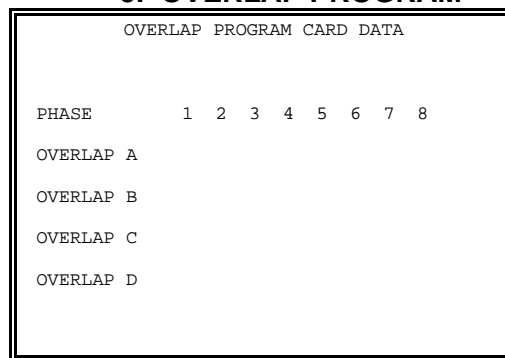 OVERLAP PROGRAM
OVERLAP PROGRAM CARD DATA
PHASE 1 2 3 4 5 6 7 8
OVERLAP A
OVERLAP B
OVERLAP C
OVERLAP D